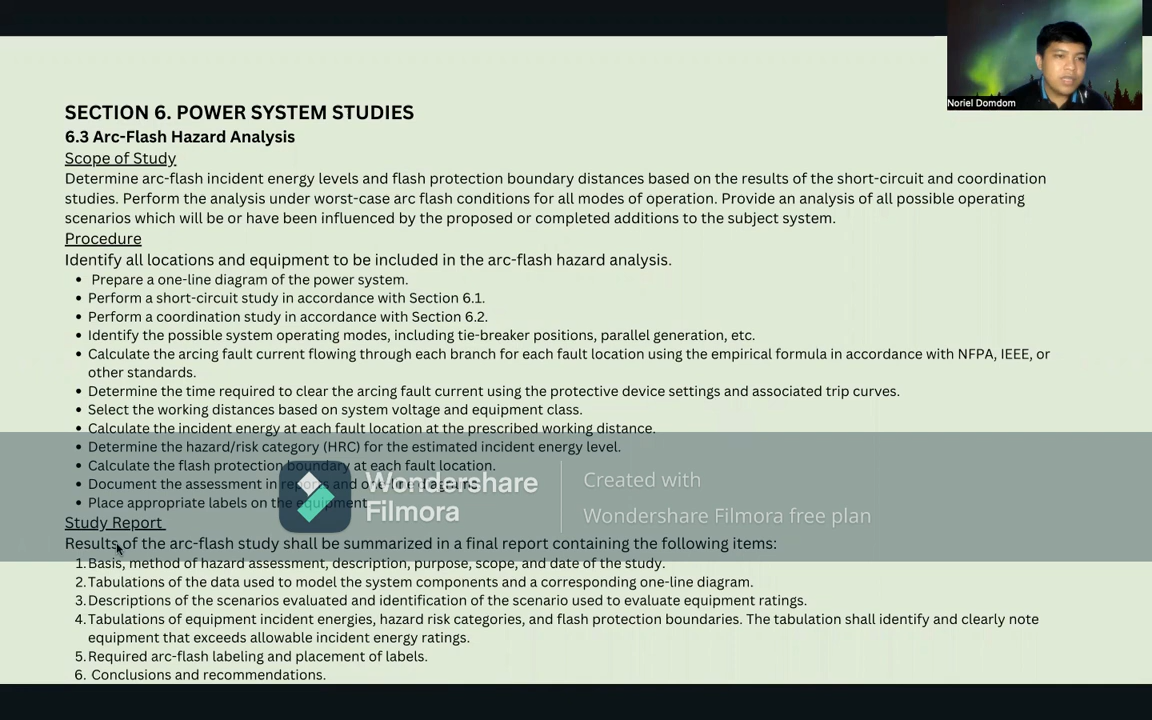 Noriel Domdom
SECTION 6. POWER SYSTEM STUDIES
6.3 Arc-Flash Hazard Analysis
Scope of Study
Determine arc-flash incident energy levels and flash protection boundary distances based on the results of the short-circuit and coordination
studies. Perform the analysis under worst-case arc flash conditions for all modes of operation. Provide an analysis of all possible operating
scenarios which will be or have been influenced by the proposed or completed additions to the subject system.
Procedure
Identify all locations and equipment to be included in the arc-flash hazard analysis.
• Prepare a one-line diagram of the power system.
• Perform a short-circuit study in accordance with Section 6.1.
• Perform a coordination study in accordance with Section 6.2.
• Identify the possible system operating modes, including tie-breaker positions, parallel generation, etc.
• Calculate the arcing fault current flowing through each branch for each fault location using the empirical formula in accordance with NFPA, IEEE, or
other standards.
• Determine the time required to clear the arcing fault current using the protective device settings and associated trip curves.
• Select the working distances based on system voltage and equipment class.
• Calculate the incident energy at each fault location at the prescribed working distance.
• Determine the hazard/risk category (HRC) for the estimated incident energy level.
• Calculate the flash protection boundary at each fault location.
• Document the assessment in reports and one-line diagrams.
• Place appropriate labels on the equipment
Wondershare
Filmora
Created with
Wondershare Filmora free plan
Study Report
Results of the arc-flash study shall be summarized in a final report containing the following items:
1. Basis, method of hazard assessment, description, purpose, scope, and date of the study.
2. Tabulations of the data used to model the system components and a corresponding one-line diagram.
3. Descriptions of the scenarios evaluated and identification of the scenario used to evaluate equipment ratings.
4. Tabulations of equipment incident energies, hazard risk categories, and flash protection boundaries. The tabulation shall identify and clearly note
equipment that exceeds allowable incident energy ratings.
5. Required arc-flash labeling and placement of labels.
6. Conclusions and recommendations.